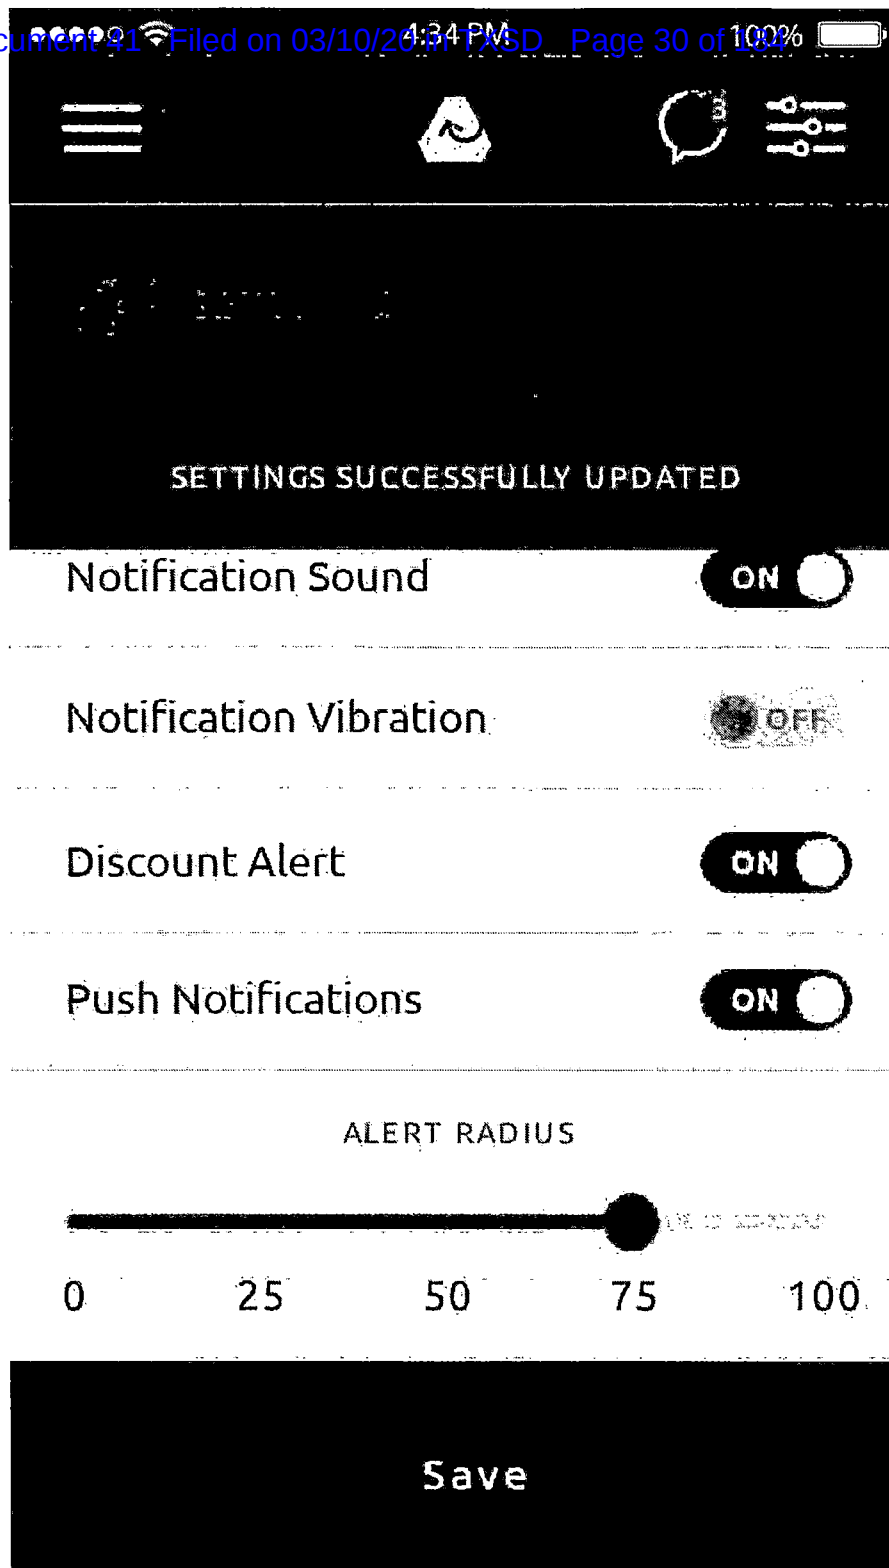 cument 41 Filed on 03/10/20 in TXSD Page 30 of 184
4:34 PM 100%
3
SETTINGS SUCCESSFULLY UPDATED
Notification Sound ON
Notification Vibration OFF
Discount Alert ON
Push Notifications ON
ALERT RADIUS
0 25 50 75 100
Save